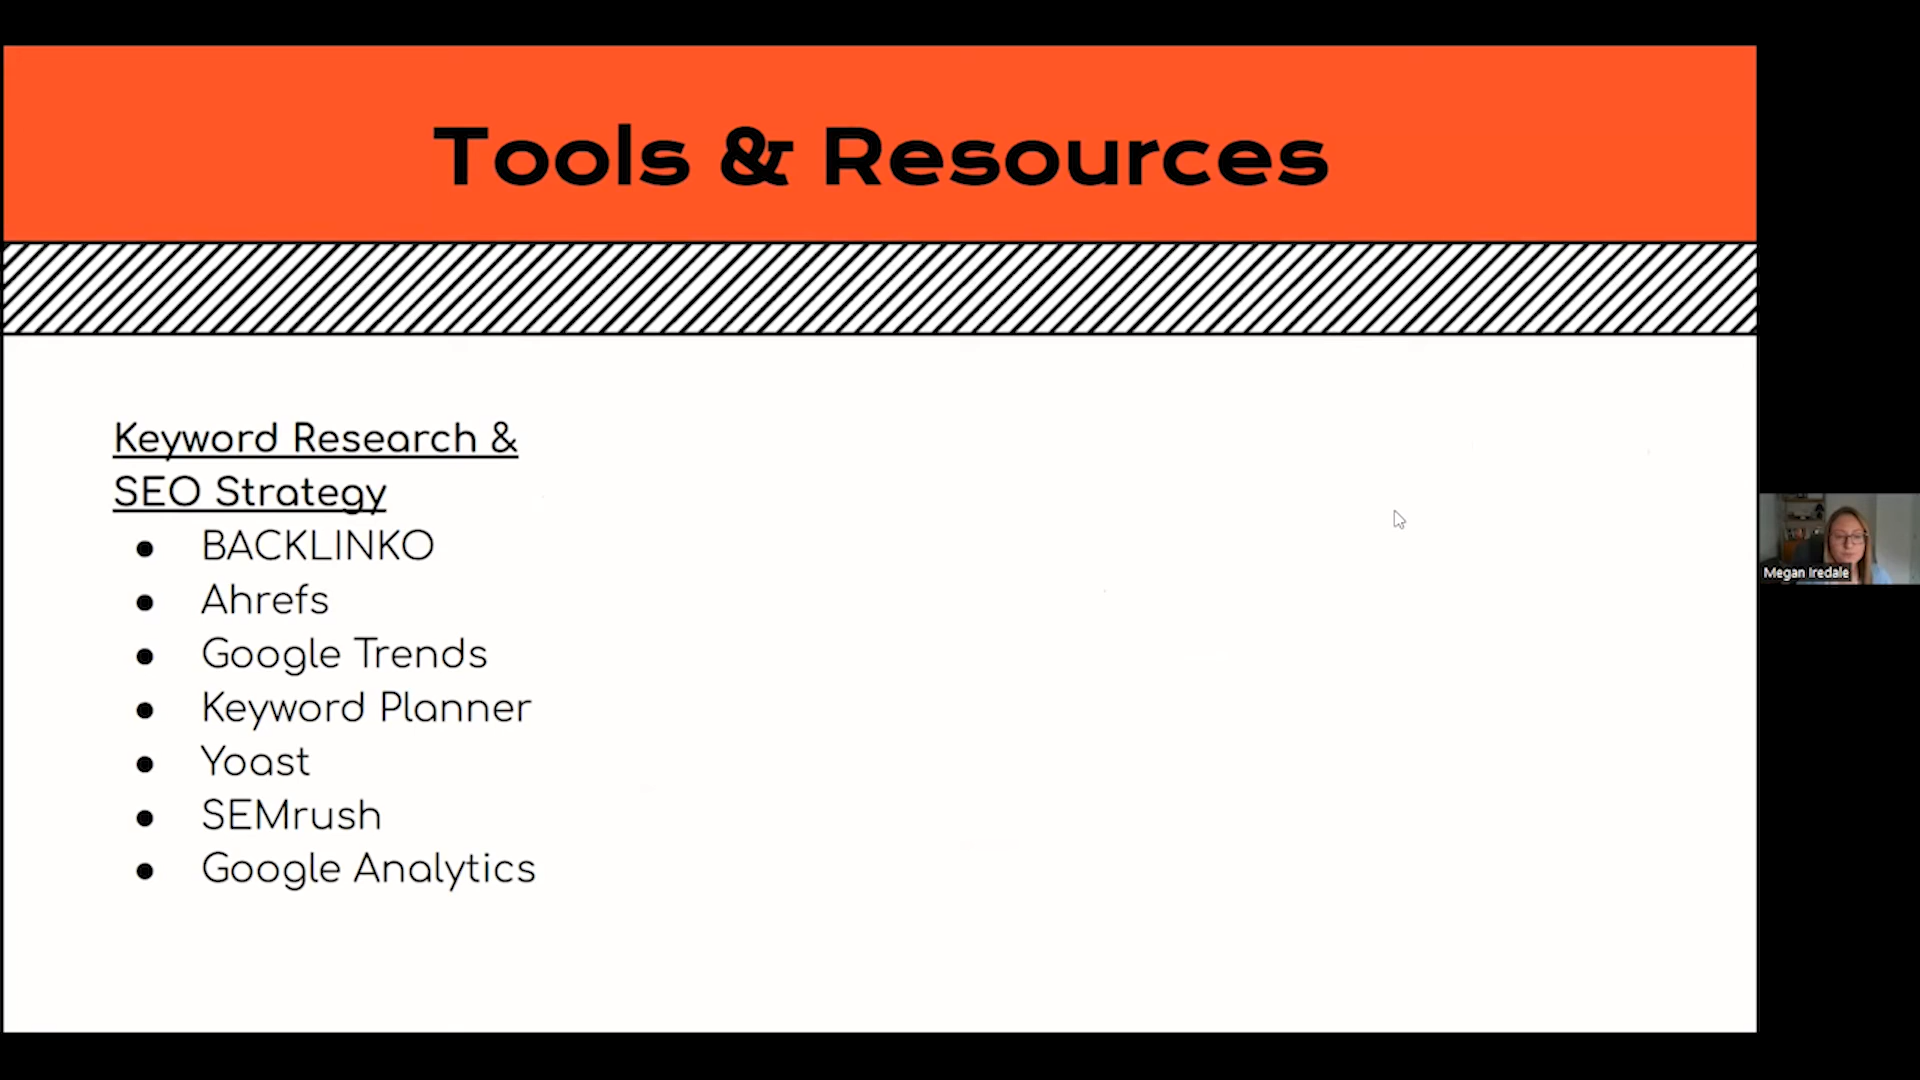 Tools & Resources
Keyword Research &
SEO Strategy
● BACKLINKO
● Ahrefs
● Google Trends
● Keyword Planner
● Yoast
● SEMrush
● Google Analytics
Megan Iredale